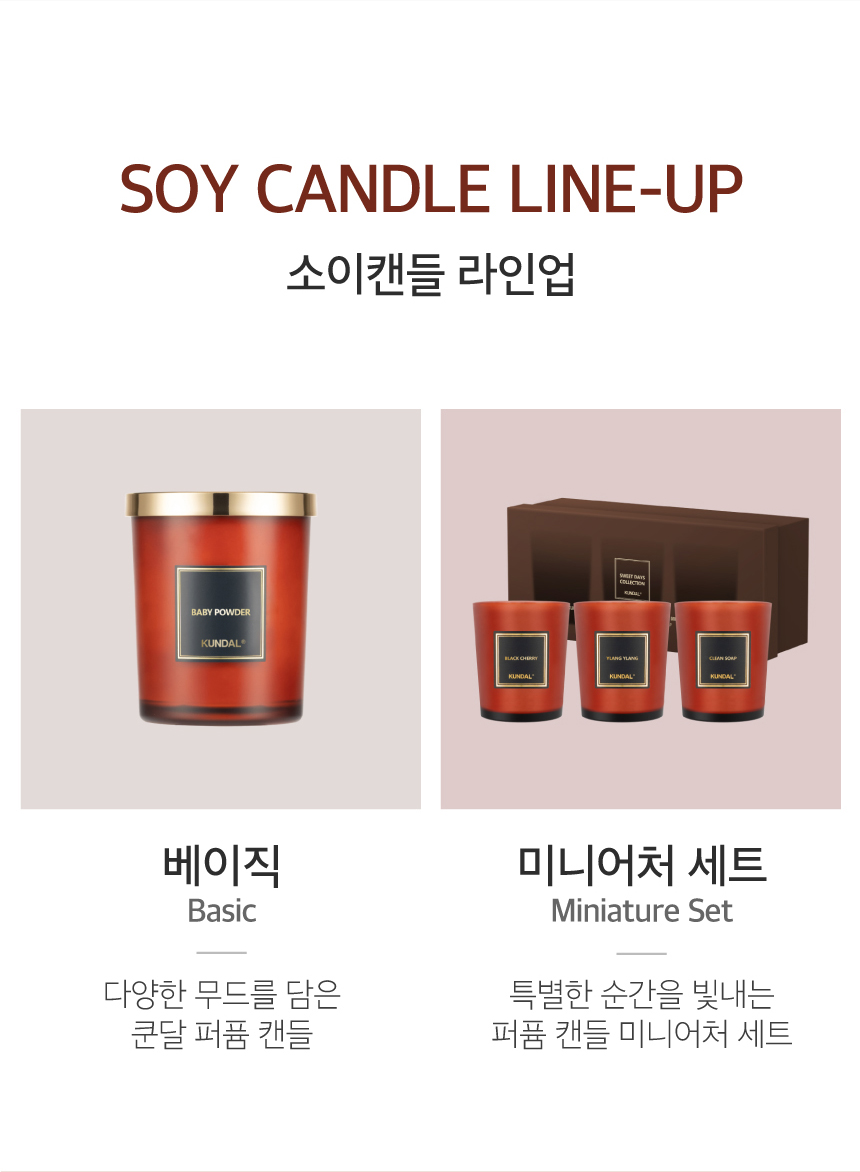 SOY CANDLE LINE-UP
소이캔들 라인업
BABY POWDER
KUNDAL®
SWEET DAYS
COLLECTION
KUNDAL®
BLACK CHERRY
KUNDAL®
YLANG YLANG
KUNDAL®
CLEAN SOAP
KUNDAL®
베이직
Basic
다양한 무드를 담은
쿤달 퍼퓸 캔들
미니어처 세트
Miniature Set
특별한 순간을 빛내는
퍼퓸 캔들 미니어처 세트